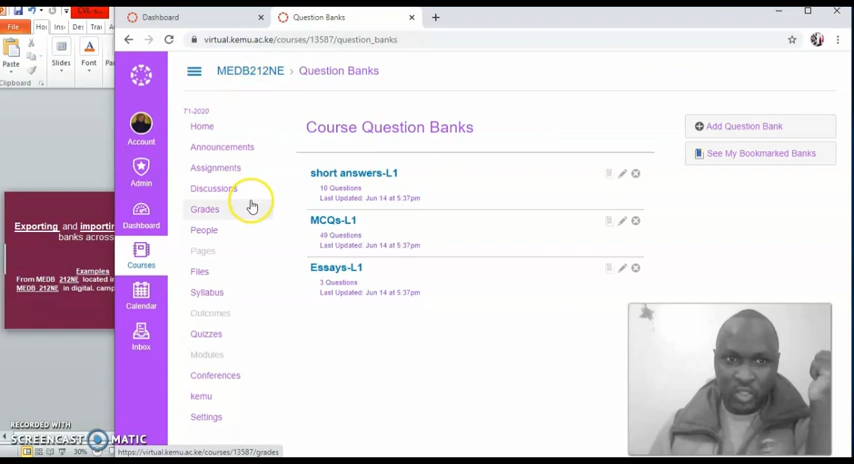 Dashboard
Question Banks
virtual.kemu.ac.ke/courses/13587/question_banks
File
Paste
Slides
Font
Clipboard
MEDB212NE > Question Banks
T1-2020
Home
Announcements
Assignments
Discussions
Grades
People
Pages
Files
Syllabus
Outcomes
Quizzes
Modules
Conferences
kemu
Settings
Account
Admin
Dashboard
Courses
Calendar
Inbox
Course Question Banks
short answers-L1
10 Questions
Last Updated: Jun 14 at 5:37pm
MCQs-L1
49 Questions
Last Updated: Jun 14 at 5:37pm
Essays-L1
3 Questions
Last Updated: Jun 14 at 5:37pm
Add Question Bank
See My Bookmarked Banks
Exporting and importin
banks across
Examples
From MEDB 212NE located i
MEDB 212NE in digital. camp
RECORDED WITH
SCREENCAST MATIC
30%
https://virtual.kemu.ac.ke/courses/13587/grades